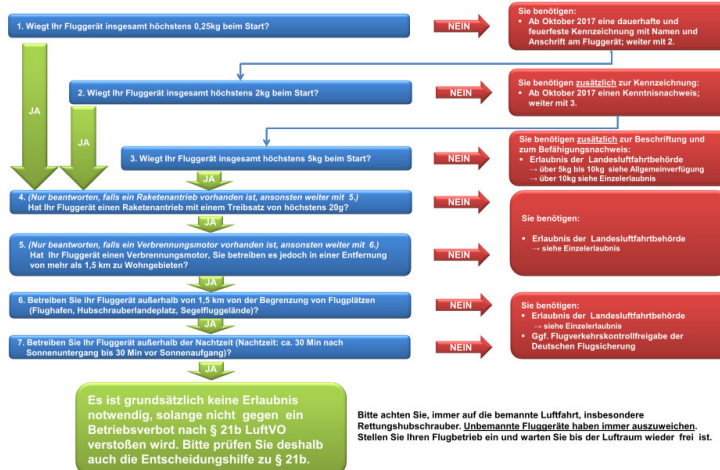 1. Wiegt Ihr Fluggerät insgesamt höchstens 0,25kg beim Start?
NEIN
Sie benötigen:
▪ Ab Oktober 2017 eine dauerhafte und
feuerfeste Kennzeichnung mit Namen und
Anschrift am Fluggerät; weiter mit 2.
JA
2. Wiegt Ihr Fluggerät insgesamt höchstens 2kg beim Start?
NEIN
Sie benötigen zusätzlich zur Kennzeichnung:
▪ Ab Oktober 2017 einen Kenntnisnachweis;
weiter mit 3.
JA
3. Wiegt Ihr Fluggerät insgesamt höchstens 5kg beim Start?
NEIN
Sie benötigen zusätzlich zur Beschriftung und
zum Befähigungsnachweis:
▪ Erlaubnis der Landesluftfahrtbehörde
→ über 5kg bis 10kg siehe Allgemeinverfügung
→ über 10kg siehe Einzelerlaubnis
JA
4. (Nur beantworten, falls ein Raketenantrieb vorhanden ist, ansonsten weiter mit 5.)
Hat Ihr Fluggerät einen Raketenantrieb mit einem Treibsatz von höchstens 20g?
NEIN
JA
5. (Nur beantworten, falls ein Verbrennungsmotor vorhanden ist, ansonsten weiter mit 6.)
Hat Ihr Fluggerät einen Verbrennungsmotor, Sie betreiben es jedoch in einer Entfernung
von mehr als 1,5 km zu Wohngebieten?
NEIN
Sie benötigen:
▪ Erlaubnis der Landesluftfahrtbehörde
→ siehe Einzelerlaubnis
JA
6. Betreiben Sie ihr Fluggerät außerhalb von 1,5 km von der Begrenzung von Flugplätzen
(Flughafen, Hubschrauberlandeplatz, Segelfluggelände)?
NEIN
JA
7. Betreiben Sie ihr Fluggerät außerhalb der Nachtzeit (Nachtzeit: ca. 30 Min nach
Sonnenuntergang bis 30 Min vor Sonnenaufgang)?
NEIN
Sie benötigen:
▪ Erlaubnis der Landesluftfahrtbehörde
→ siehe Einzelerlaubnis
▪ Ggf. Flugverkehrskontrollfreigabe der
Deutschen Flugsicherung
JA
Es ist grundsätzlich keine Erlaubnis
notwendig, solange nicht gegen ein
Betriebsverbot nach § 21b LuftVO
verstoßen wird. Bitte prüfen Sie deshalb
auch die Entscheidungshilfe zu § 21b.
Bitte achten Sie, immer auf die bemannte Luftfahrt, insbesondere
Rettungshubschrauber. Unbemannte Fluggeräte haben immer auszuweichen.
Stellen Sie Ihren Flugbetrieb ein und warten Sie bis der Luftraum wieder frei ist.